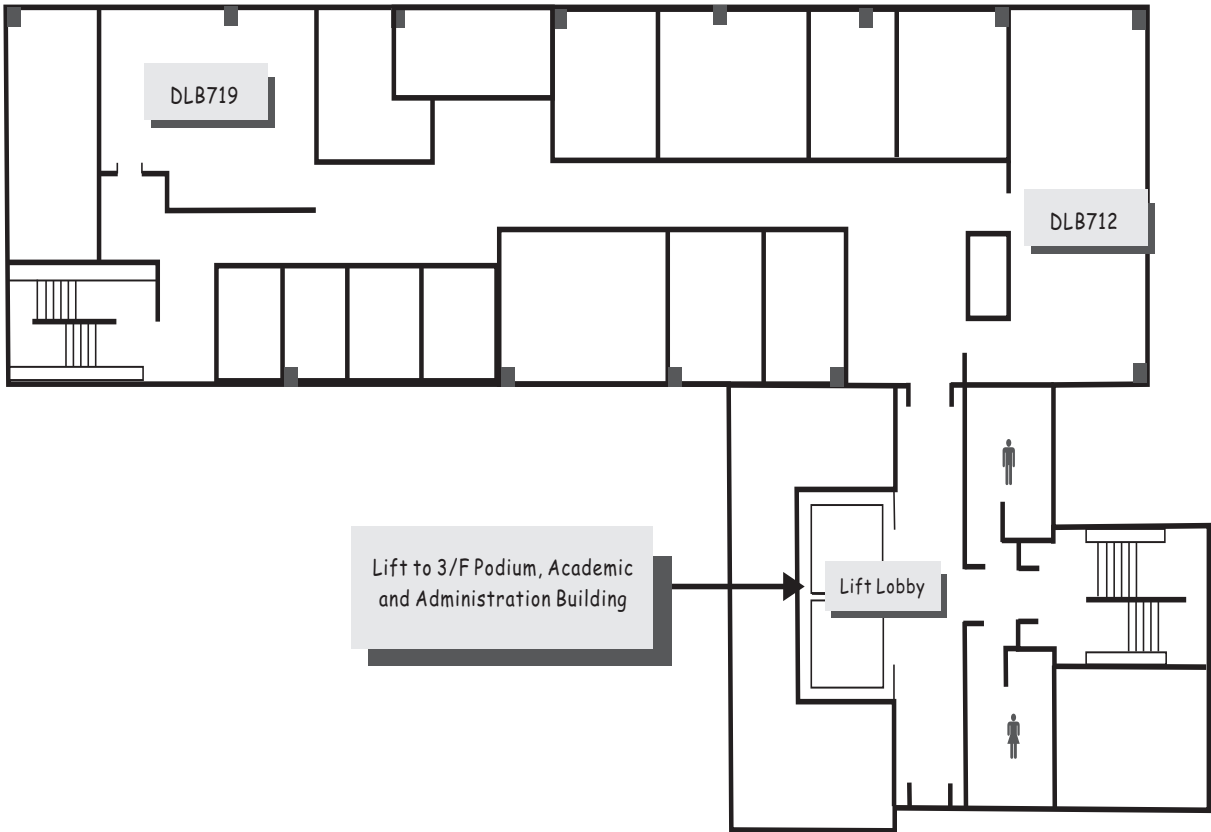 DLB719
DLB712
Lift to 3/F Podium, Academic
and Administration Building
Lift Lobby